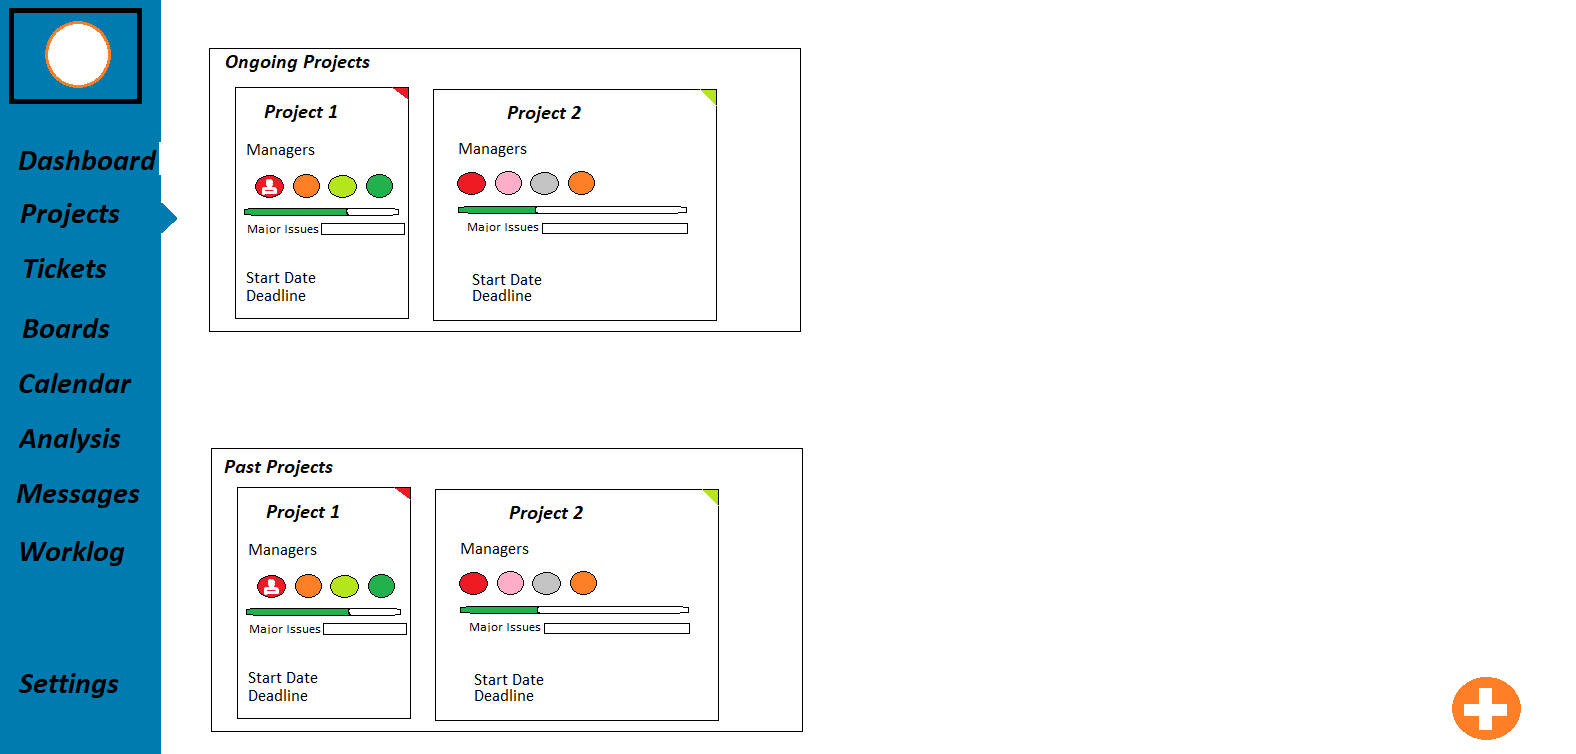 Dashboard
Projects
Tickets
Boards
Calendar
Analysis
Messages
Worklog
Settings
Ongoing Projects
Project 1
Managers
Major Issues
Start Date
Deadline
Project 2
Managers
Major Issues
Start Date
Deadline
Past Projects
Project 1
Managers
Major Issues
Start Date
Deadline
Project 2
Managers
Major Issues
Start Date
Deadline